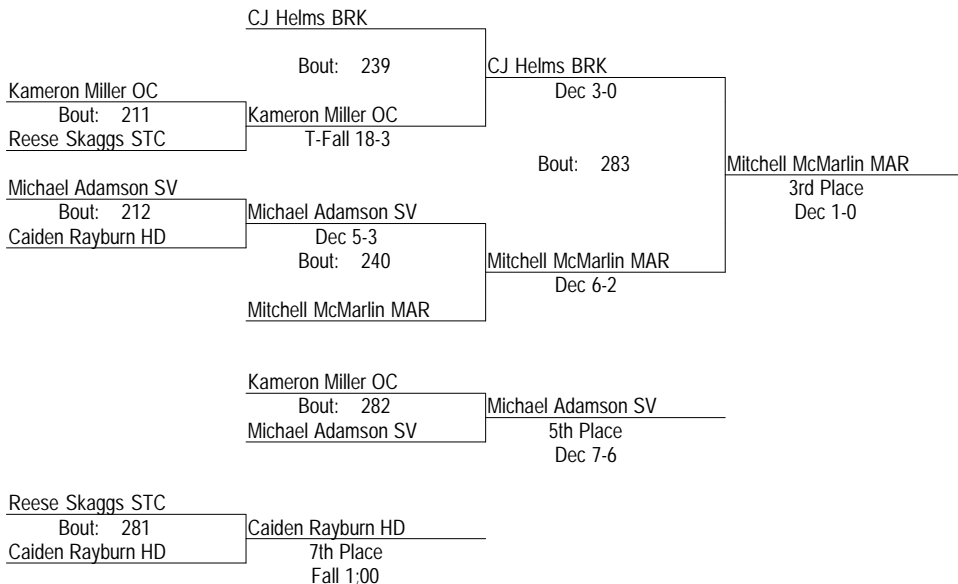 CJ Helms BRK
Bout: 239
CJ Helms BRK
Dec 3-0
Kameron Miller OC
Bout: 211
Reese Skaggs STC
Kameron Miller OC
T-Fall 18-3
Bout: 283
Mitchell McMarlin MAR
3rd Place
Dec 1-0
Michael Adamson SV
Bout: 212
Caiden Rayburn HD
Michael Adamson SV
Dec 5-3
Bout: 240
Mitchell McMarlin MAR
Dec 6-2
Mitchell McMarlin MAR
Kameron Miller OC
Bout: 282
Michael Adamson SV
Michael Adamson SV
5th Place
Dec 7-6
Reese Skaggs STC
Bout: 281
Caiden Rayburn HD
Caiden Rayburn HD
7th Place
Fall 1;00